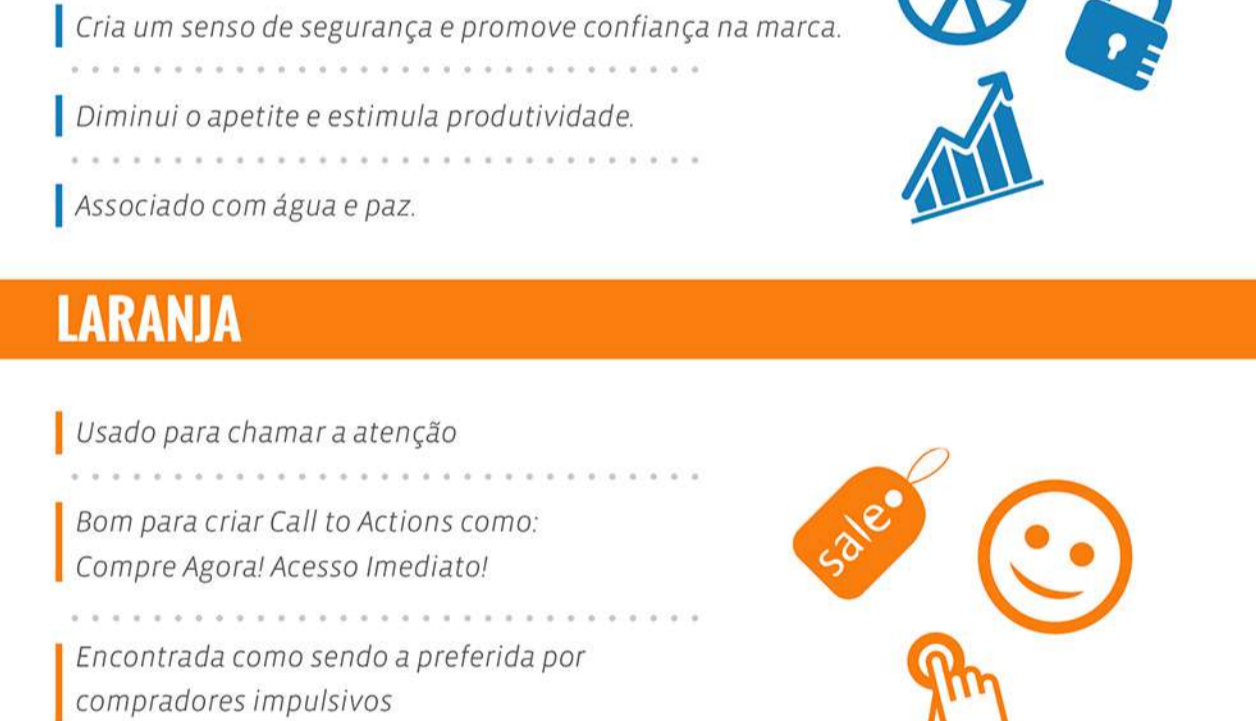 Cria um senso de segurança e promove confiança na marca.
Diminui o apetite e estimula produtividade.
Associado com água e paz.
LARANJA
Usado para chamar a atenção
Bom para criar Call to Actions como:
Compre Agora! Acesso Imediato!
sale
Encontrada como sendo a preferida por
compradores impulsivos